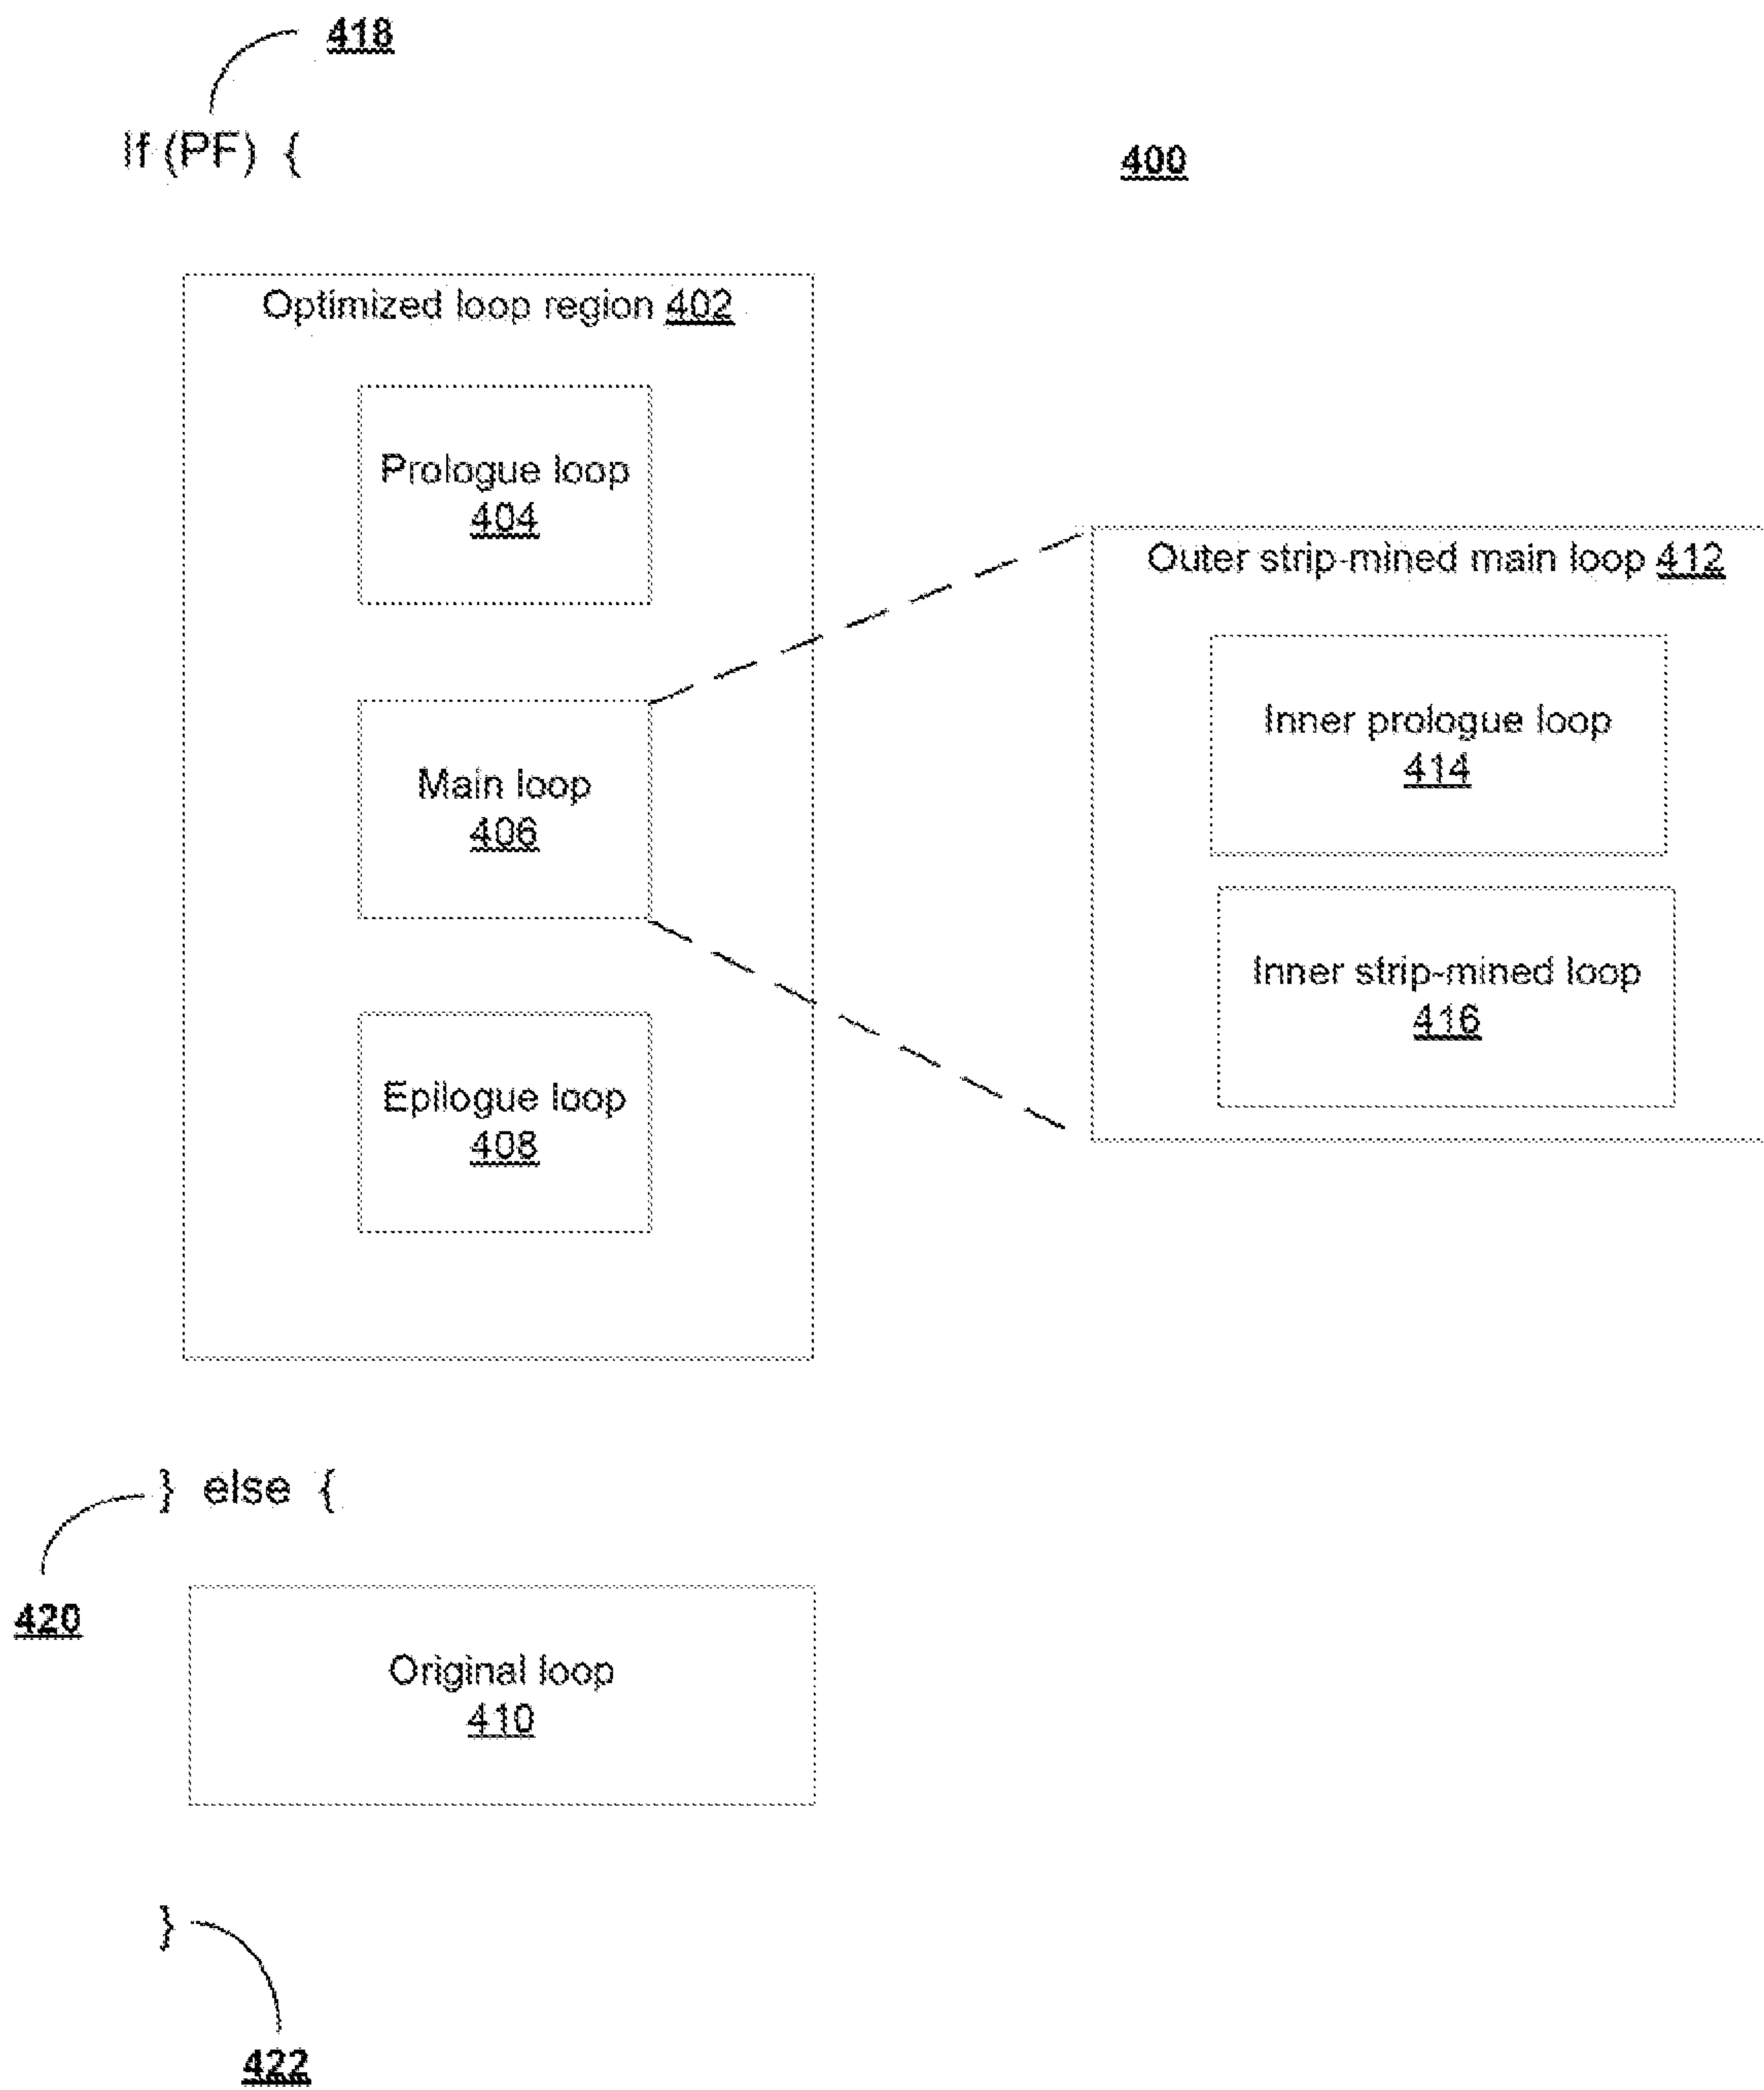 418
If (PF) {
400
Optimized loop region 402
Prologue loop
404
Main loop
406
Epilogue loop
408
Outer strip-mined main loop 412
Inner prologue loop
414
Inner strip-mined loop
416
} else {
420
Original loop
410
}
422